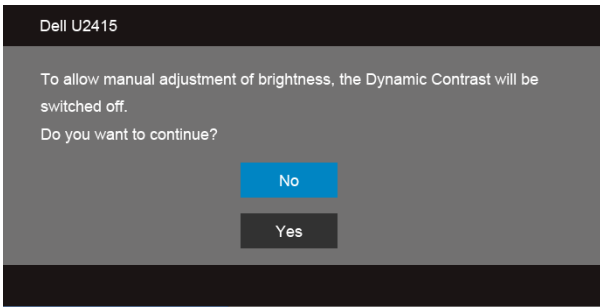 Dell U2415
To allow manual adjustment of brightness, the Dynamic Contrast will be
switched off.
Do you want to continue?
No
Yes